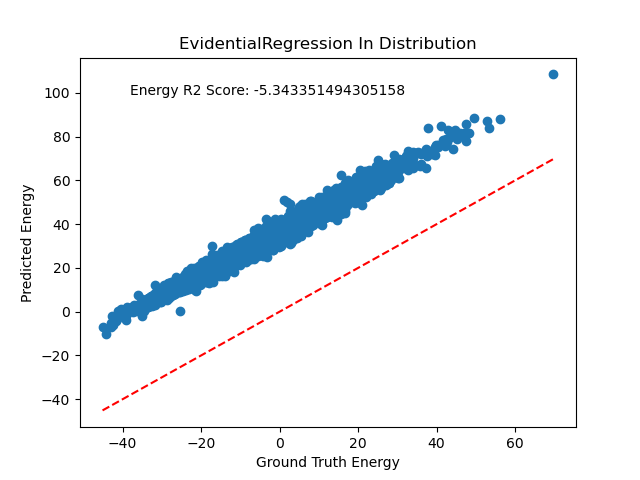 EvidentialRegression In Distribution
Energy R2 Score: -5.343351494305158
Predicted Energy
100
80
60
40
20
0
−20
−40
−40 −20 0 20 40 60
Ground Truth Energy